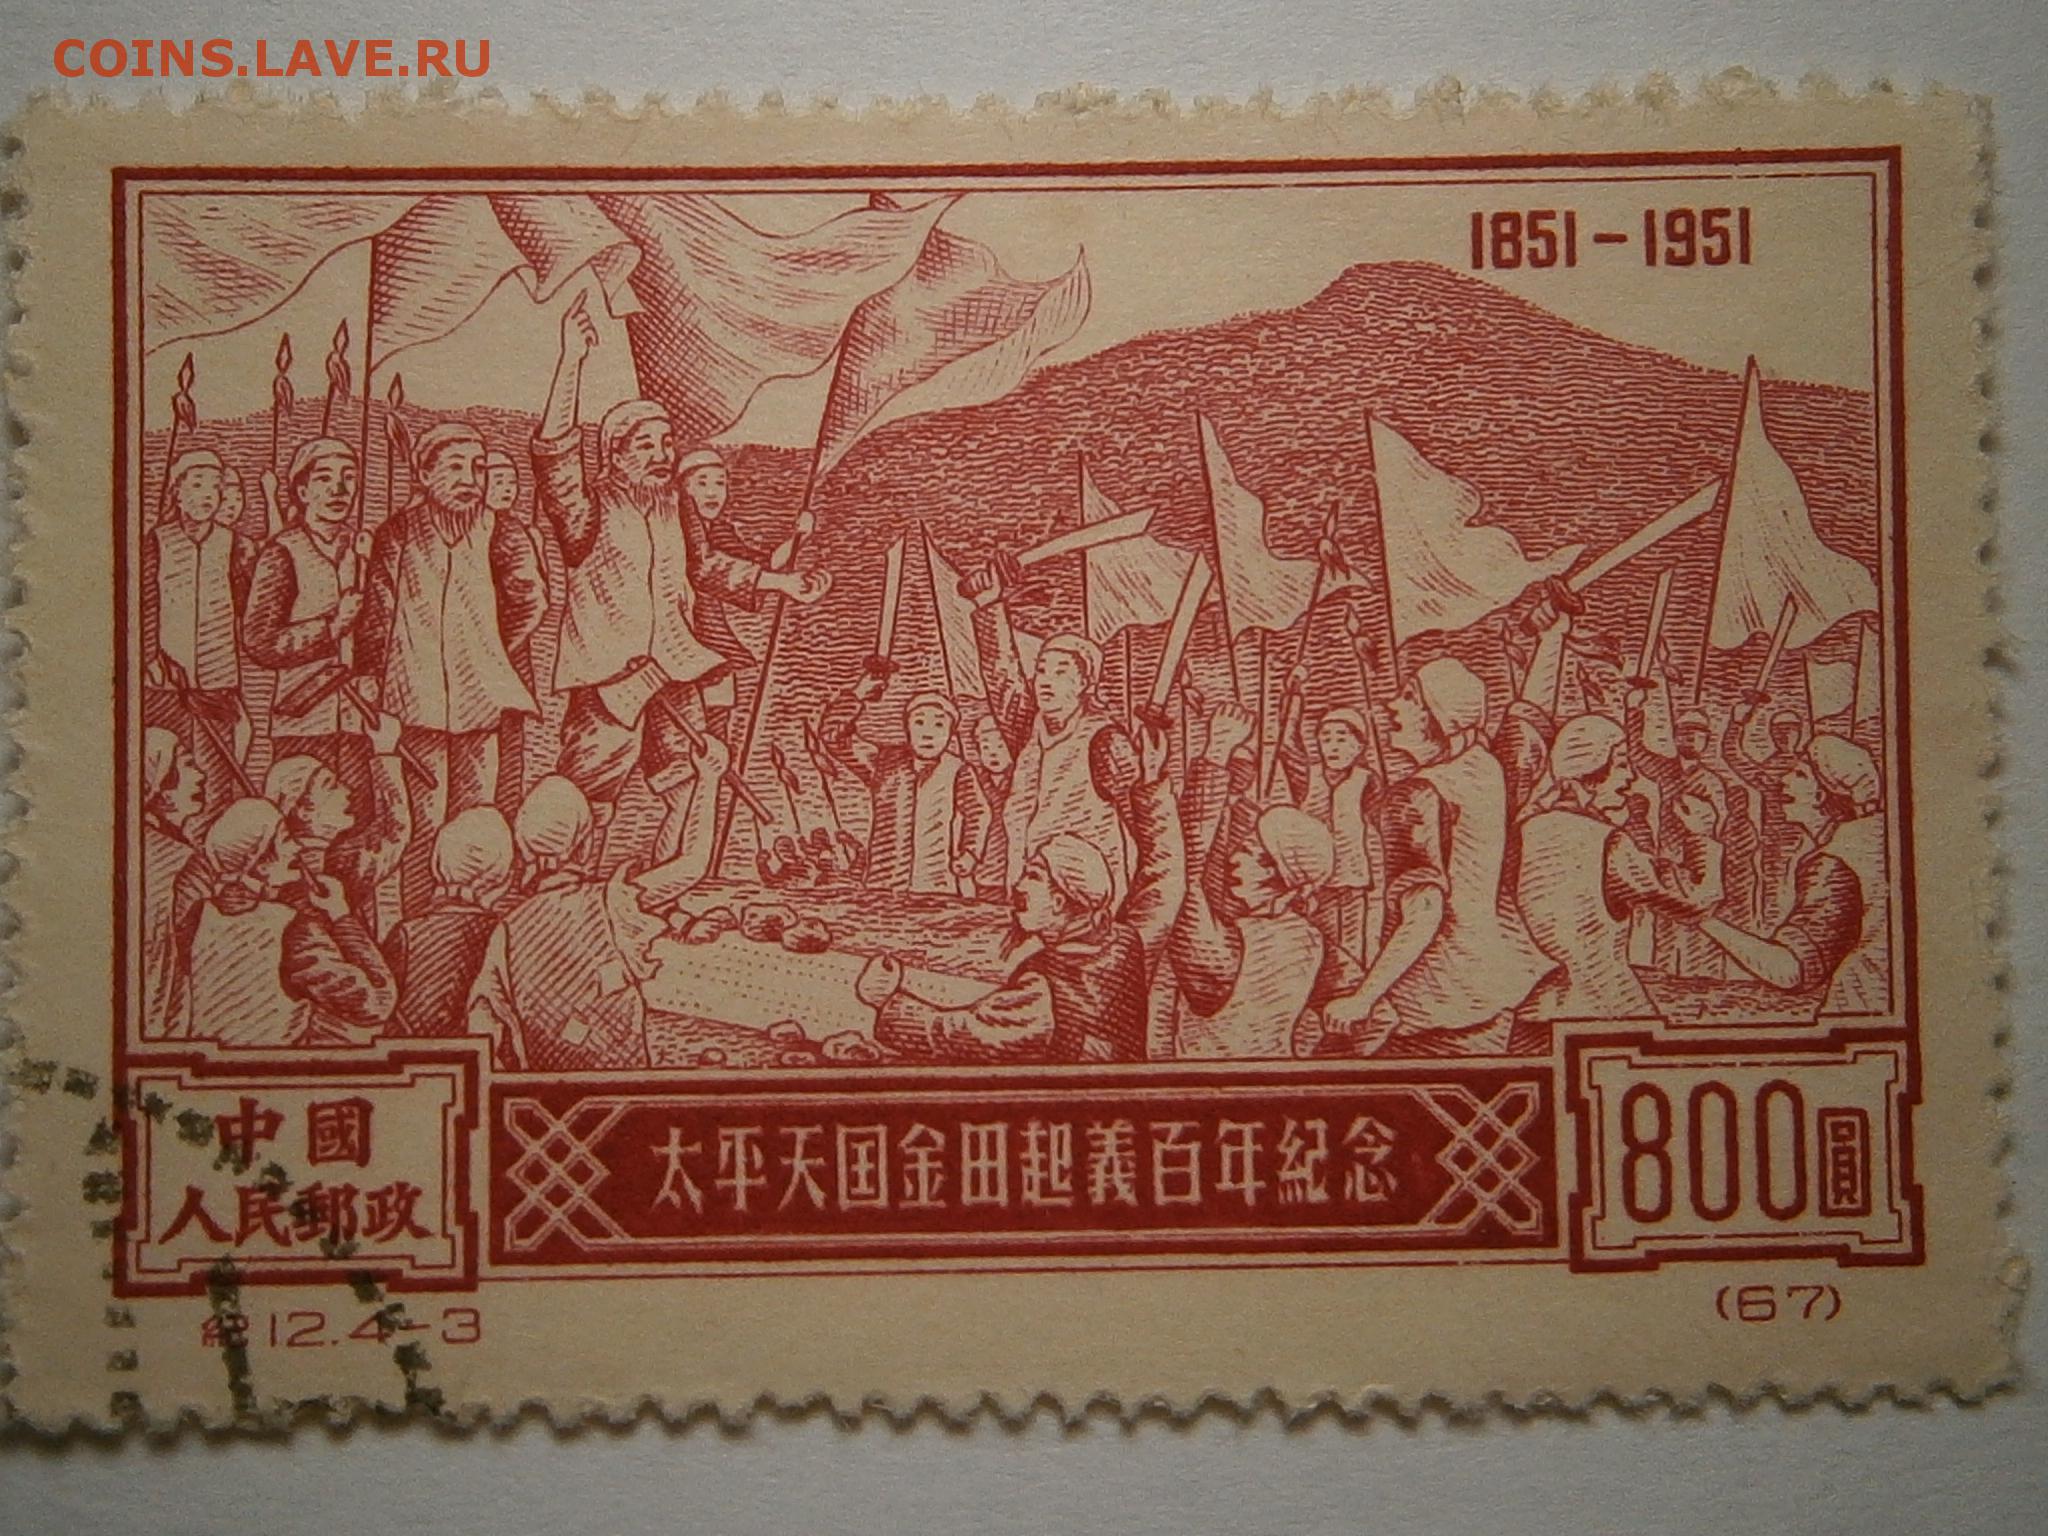 COINS.LAVE.RU
1851-1951
中國
人民郵政
太平天囯金田起義百年紀念
800圓
紀12.4-3
(67)